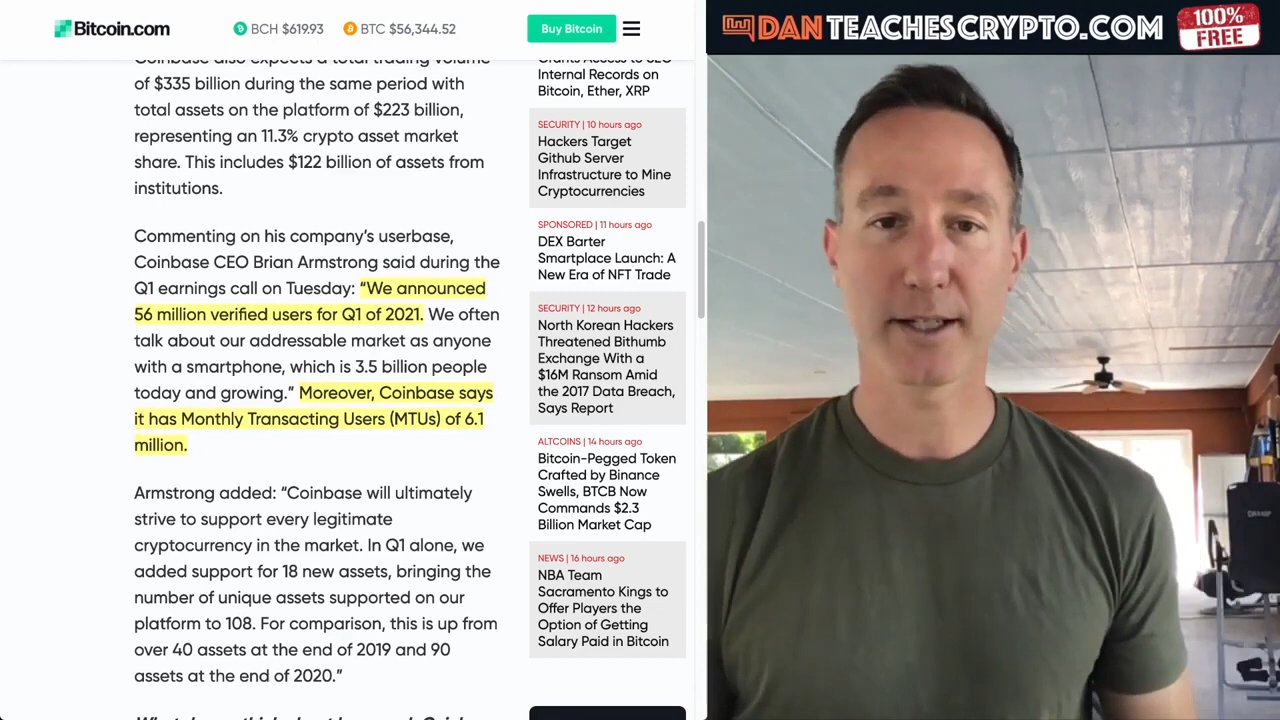 Bitcoin.com
BCH $619.93
BTC $56,344.52
Buy Bitcoin
DANTEACHESCRYPTO.COM
100%
FREE
Coinbase also expects a total trading volume
of $335 billion during the same period with
total assets on the platform of $223 billion,
representing an 11.3% crypto asset market
share. This includes $122 billion of assets from
institutions.
Commenting on his company’s userbase,
Coinbase CEO Brian Armstrong said during the
Q1 earnings call on Tuesday: “We announced
56 million verified users for Q1 of 2021. We often
talk about our addressable market as anyone
with a smartphone, which is 3.5 billion people
today and growing.” Moreover, Coinbase says
it has Monthly Transacting Users (MTUs) of 6.1
million.
Armstrong added: “Coinbase will ultimately
strive to support every legitimate
cryptocurrency in the market. In Q1 alone, we
added support for 18 new assets, bringing the
number of unique assets supported on our
platform to 108. For comparison, this is up from
over 40 assets at the end of 2019 and 90
assets at the end of 2020.”
Internal Records on
Bitcoin, Ether, XRP
SECURITY | 10 hours ago
Hackers Target
Github Server
Infrastructure to Mine
Cryptocurrencies
SPONSORED | 11 hours ago
DEX Barter
Smartplace Launch: A
New Era of NFT Trade
SECURITY | 12 hours ago
North Korean Hackers
Threatened Bithumb
Exchange With a
$16M Ransom Amid
the 2017 Data Breach,
Says Report
ALTCOINS | 14 hours ago
Bitcoin-Pegged Token
Crafted by Binance
Swells, BTCB Now
Commands $2.3
Billion Market Cap
NEWS | 16 hours ago
NBA Team
Sacramento Kings to
Offer Players the
Option of Getting
Salary Paid in Bitcoin